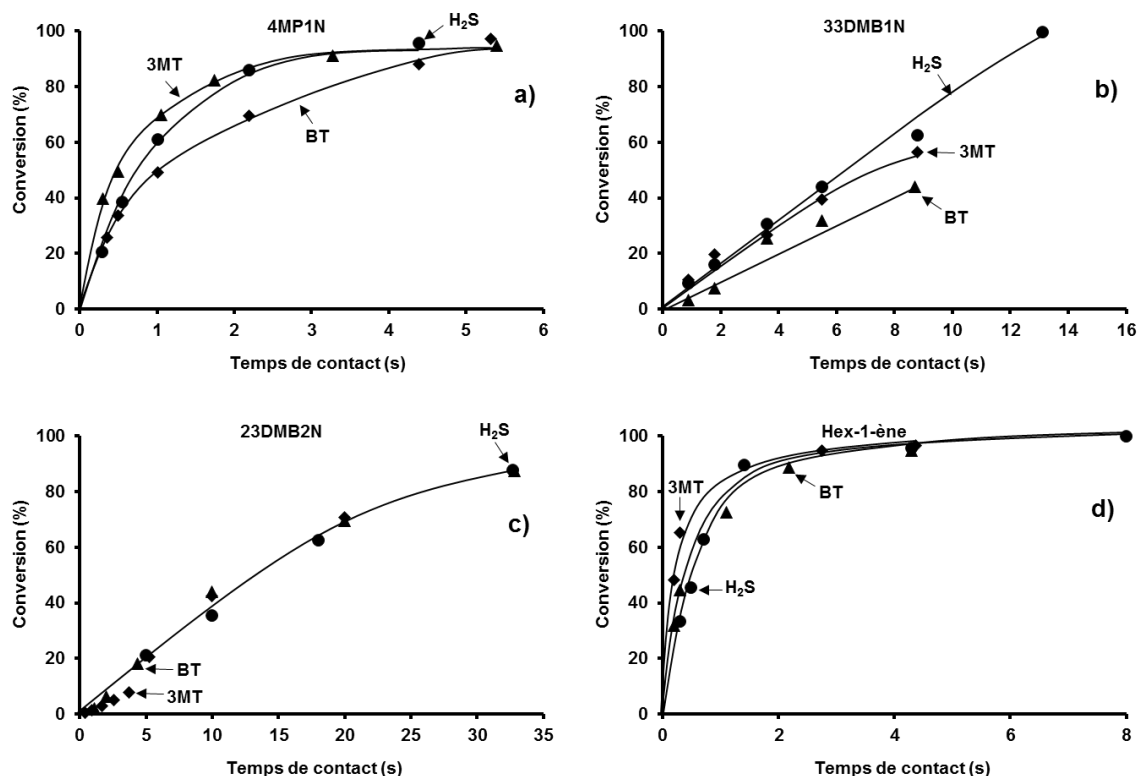 4MP1N
H₂S
3MT
a)
BT
Conversion (%)
100
80
60
40
20
0
0 1 2 3 4 5 6
Temps de contact (s)
33DMB1N
H₂S
b)
3MT
BT
Conversion (%)
100
80
60
40
20
0
0 2 4 6 8 10 12 14 16
Temps de contact (s)
23DMB2N
H₂S
c)
BT
3MT
Conversion (%)
100
80
60
40
20
0
0 5 10 15 20 25 30 35
Temps de contact (s)
Hex-1-ène
3MT
BT
d)
H₂S
Conversion (%)
100
80
60
40
20
0
0 2 4 6 8
Temps de contact (s)